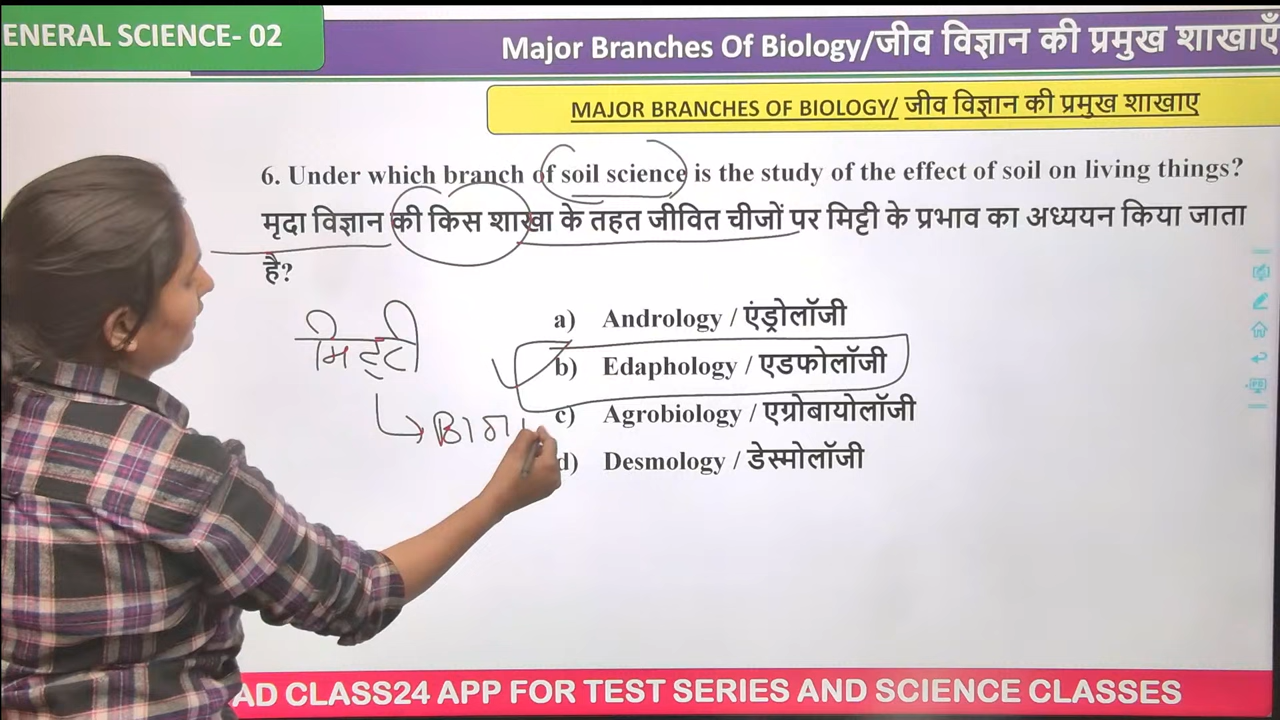 ENERAL SCIENCE- 02
Major Branches Of Biology/जीव विज्ञान की प्रमुख शाखाएँ
MAJOR BRANCHES OF BIOLOGY/ जीव विज्ञान की प्रमुख शाखाए
6. Under which branch of soil science is the study of the effect of soil on living things?
मृदा विज्ञान की किस शाखा के तहत जीवित चीजों पर मिट्टी के प्रभाव का अध्ययन किया जाता
है?
मिट्टी
a) Andrology / एंड्रोलॉजी
b) Edaphology / एडफोलॉजी
c) Agrobiology / एग्रोबायोलॉजी
d) Desmology / डेस्मोलॉजी
AD CLASS24 APP FOR TEST SERIES AND SCIENCE CLASSES